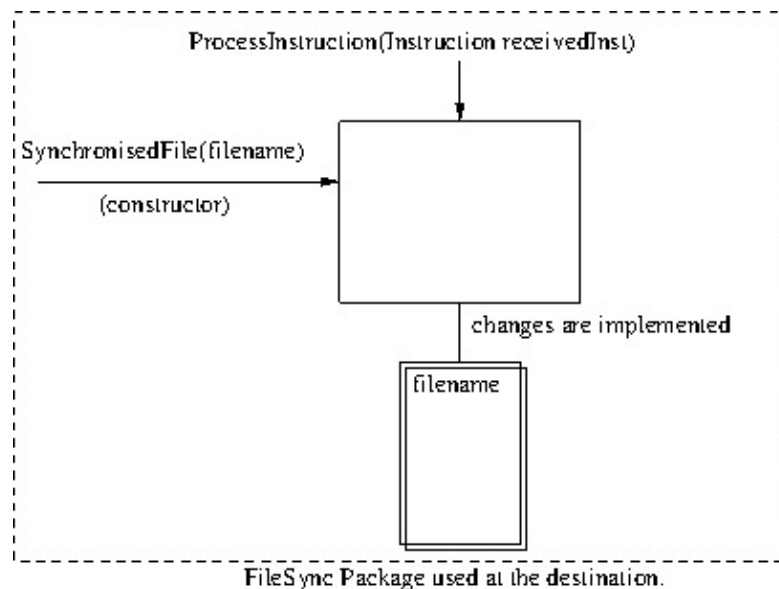 ProcessInstruction(Instruction receivedInst)
SynchronisedFile(filename)
(constructor)
changes are implemented
filename
FileSync Package used at the destination.